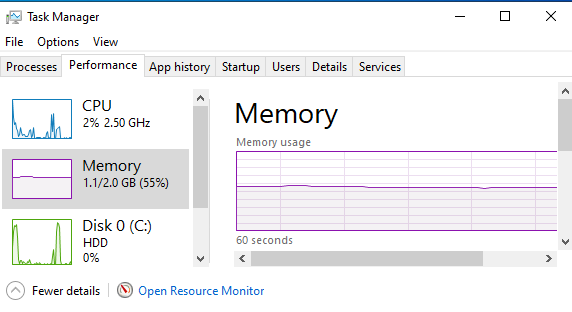 Task Manager
File Options View
Processes Performance App history Startup Users Details Services
CPU
2% 2.50 GHz
Memory
1.1/2.0 GB (55%)
Disk 0 (C:)
HDD
0%
Memory
Memory usage
60 seconds
Fewer details Open Resource Monitor